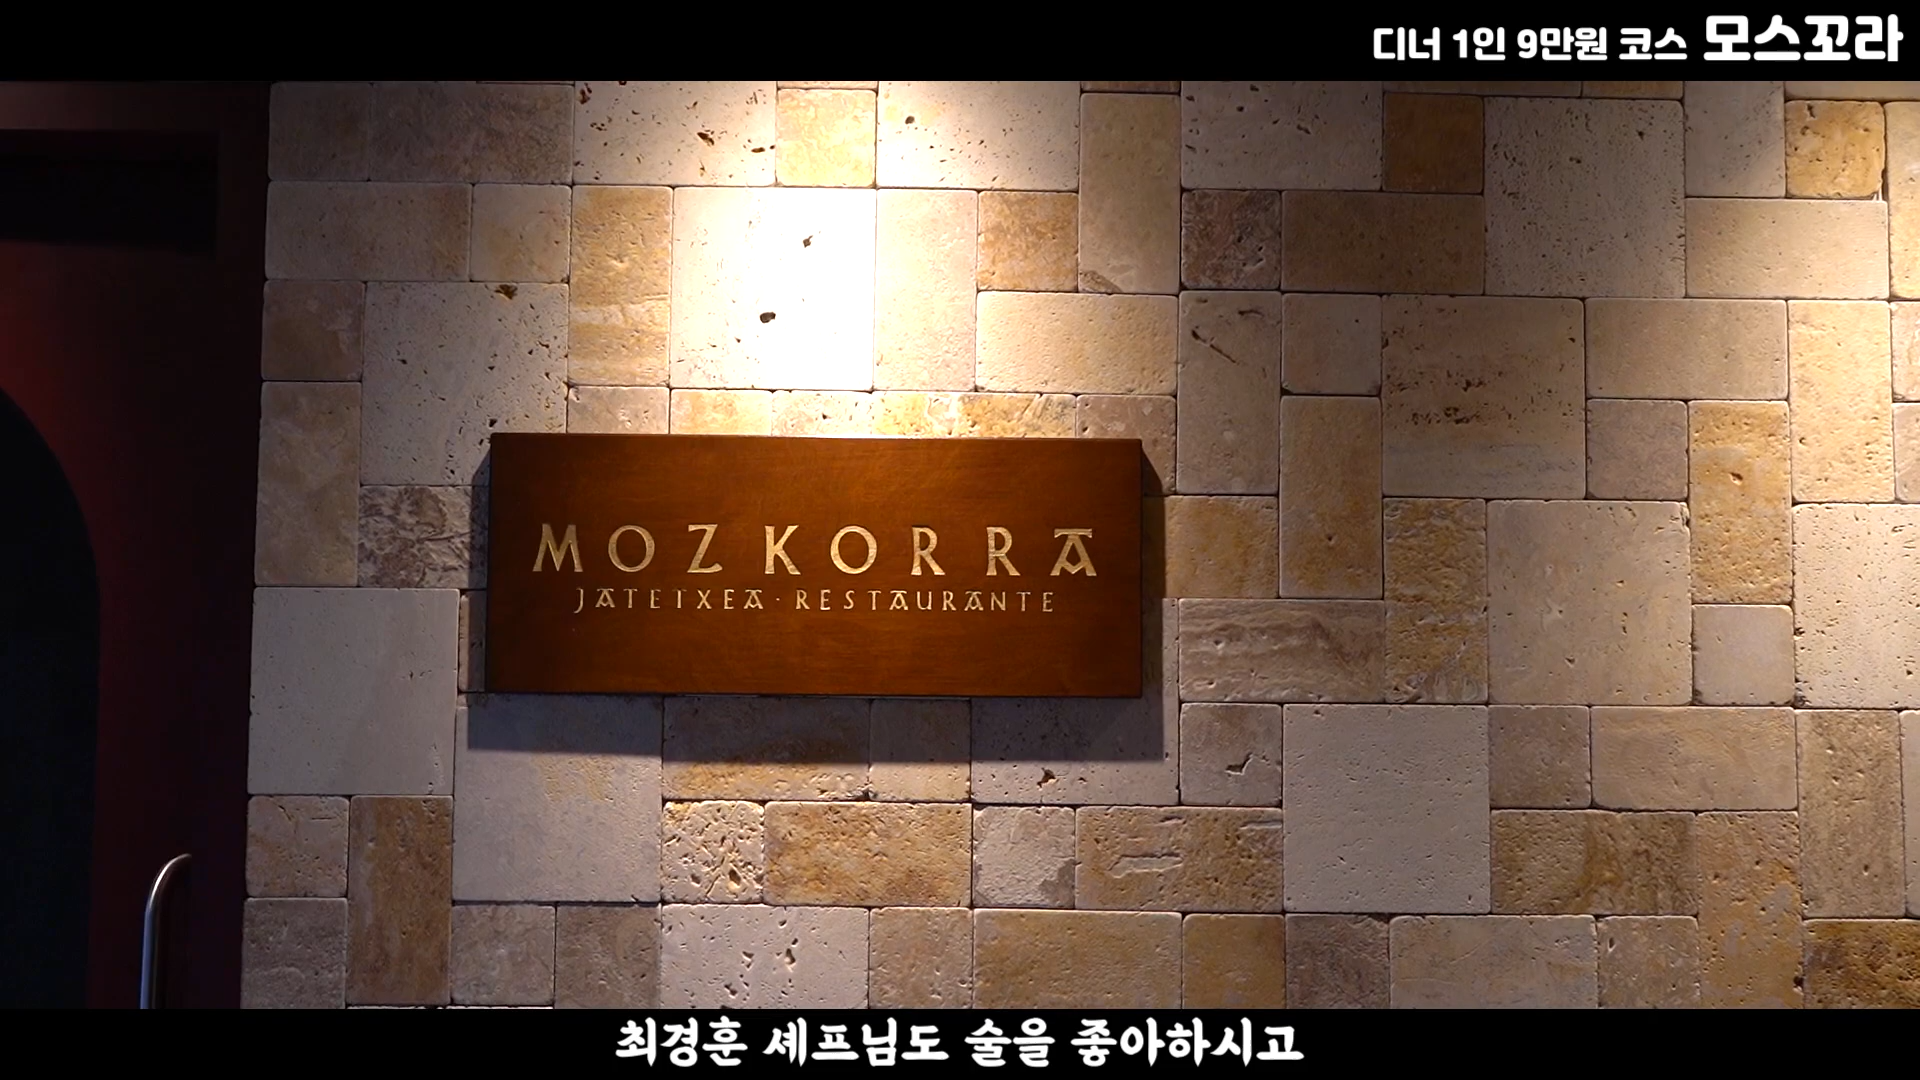 디너 1인 9만원 코스 모스꼬라
MOZKORRA
JATETXEA · RESTAURANTE
최경훈 셰프님도 술을 좋아하시고